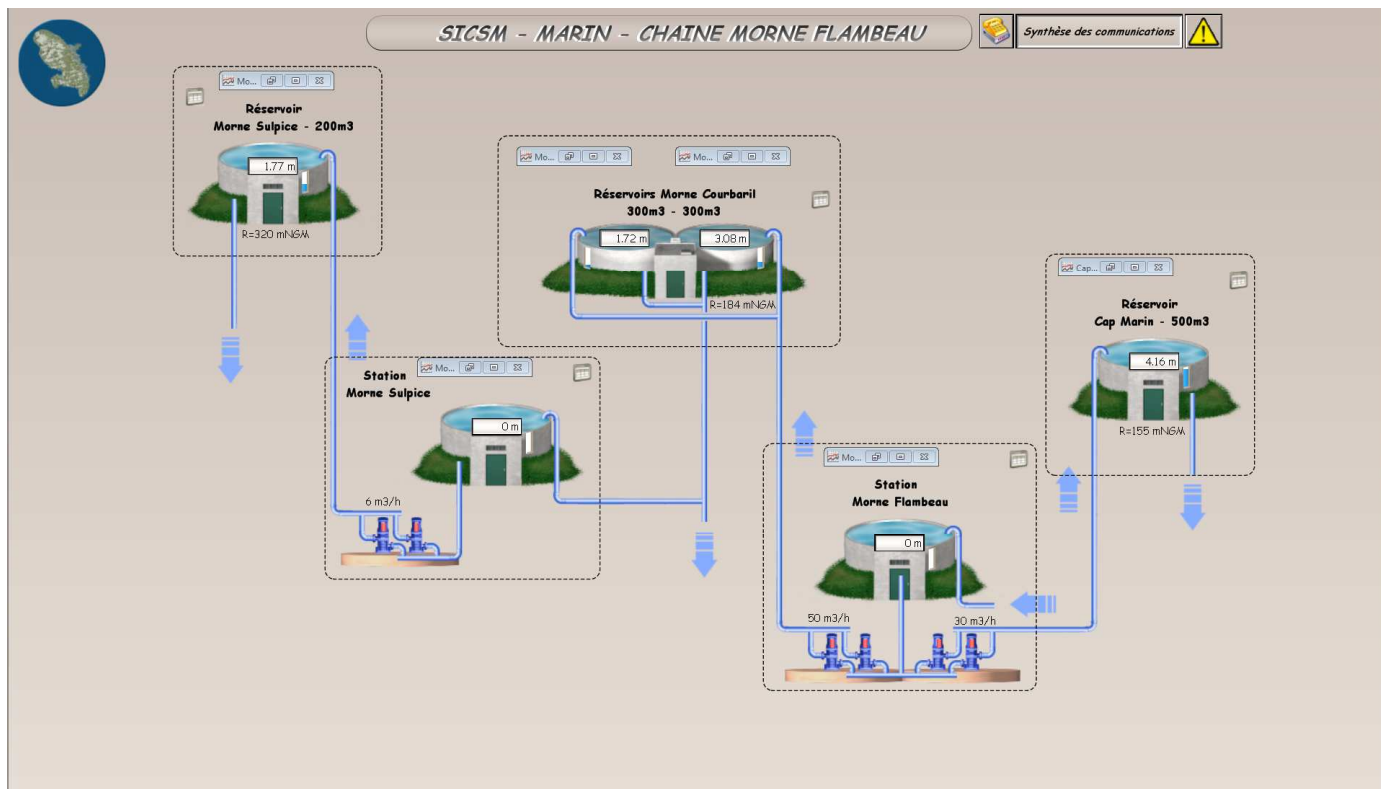 SICSM - MARIN - CHAINE MORNE FLAMBEAU
Synthèse des communications
Mo...
Réservoir
Morne Sulpice - 200m3
1.77 m
R=320 mNGM
Mo...
Mo...
Réservoirs Morne Courbaril
300m3 - 300m3
1.72 m
3.08 m
R=184 mNGM
Cap...
Réservoir
Cap Marin - 500m3
4.16 m
R=155 mNGM
Mo...
Station
Morne Sulpice
0 m
6 m3/h
Mo...
Station
Morne Flambeau
0 m
50 m3/h
30 m3/h